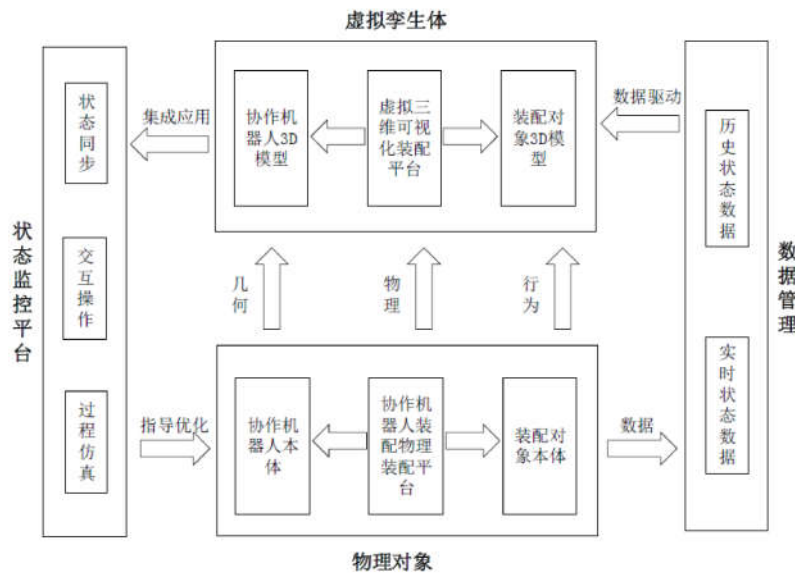 虚拟孪生体
状态监控平台
状态同步
交互操作
过程仿真
集成应用
协作机
器人3D
模型
虚拟三
维可视
化装配
平台
装配对
象3D模
型
数据驱动
历史状态数据
实时状态数据
数据管理
几何
物理
行为
指导优化
协作机
器人本
体
协作机
器人装
配物理
装配平
台
装配对
象本体
数据
物理对象